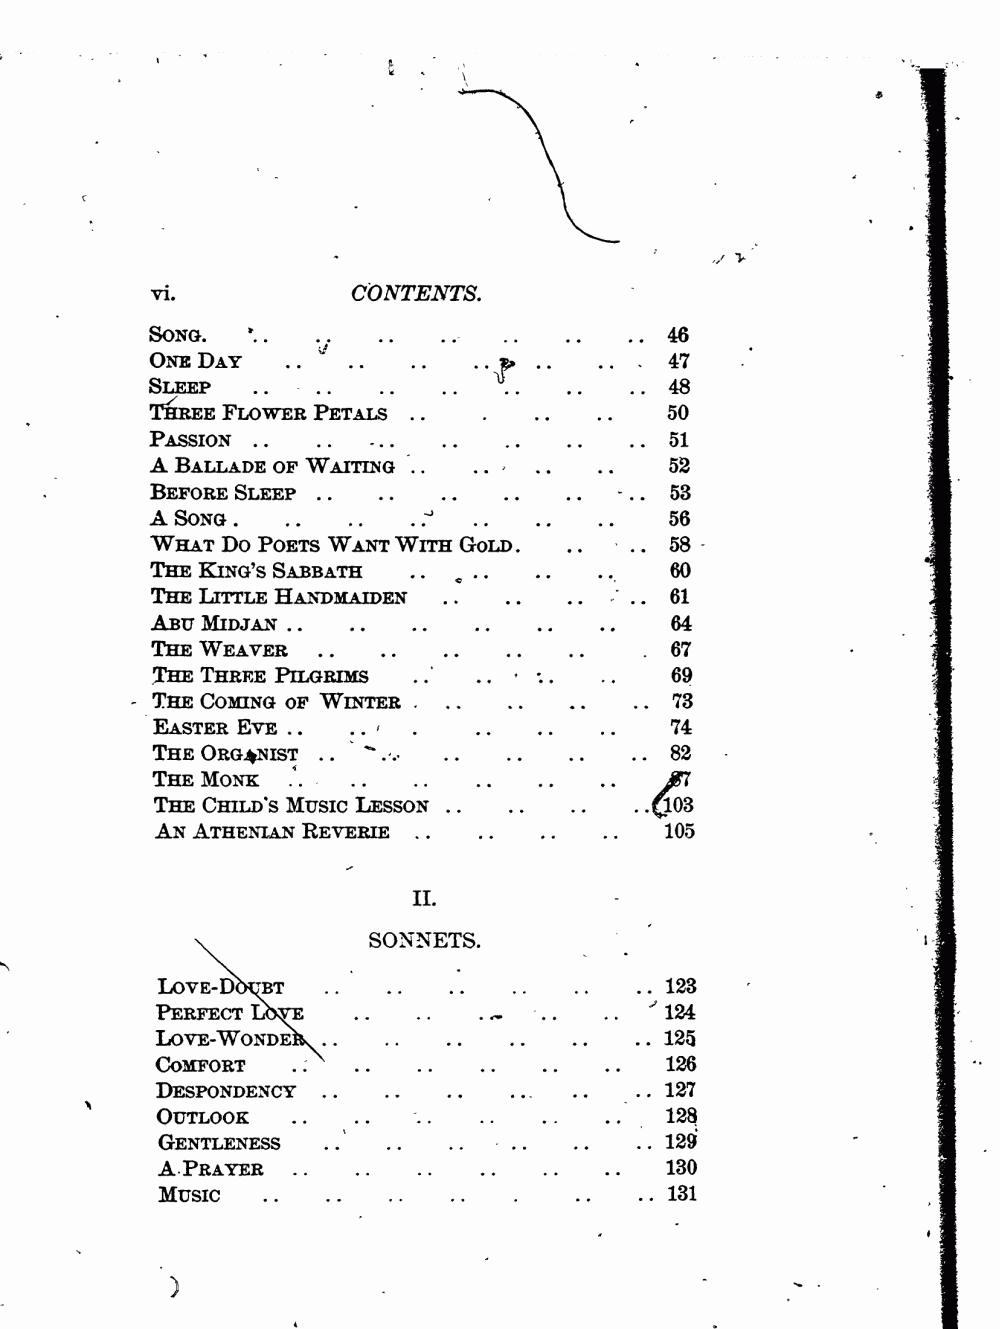 vi. CONTENTS.
SONG. .. .. .. .. .. .. .. 46
ONE DAY .. .. .. .. .. .. . 47
SLEEP .. .. .. .. .. .. .. 48
THREE FLOWER PETALS .. . .. .. 50
PASSION .. .. ... .. .. .. .. 51
A BALLADE OF WAITING .. .. .. .. 52
BEFORE SLEEP .. .. .. .. .. .. 53
A SONG . .. .. .. .. .. .. 56
WHAT DO POETS WANT WITH GOLD. .. .. 58
THE KING'S SABBATH .. .. .. .. 60
THE LITTLE HANDMAIDEN .. .. .. .. 61
ABU MIDJAN .. .. .. .. .. .. 64
THE WEAVER .. .. .. .. .. . 67
THE THREE PILGRIMS .. .. .. .. 69
THE COMING OF WINTER . .. .. .. .. 73
EASTER EVE .. .. . .. .. .. 74
THE ORGANIST .. .. .. .. .. .. 82
THE MONK .. .. .. .. .. .. 87
THE CHILD'S MUSIC LESSON .. .. .. .. 103
AN ATHENIAN REVERIE .. .. .. .. 105
II.
SONNETS.
LOVE-DOUBT .. .. .. .. .. .. 123
PERFECT LOVE .. .. .. .. .. 124
LOVE-WONDER .. .. .. .. .. .. 125
COMFORT .. .. .. .. .. .. 126
DESPONDENCY .. .. .. .. .. .. 127
OUTLOOK .. .. .. .. .. .. 128
GENTLENESS .. .. .. .. .. .. 129
A PRAYER .. .. .. .. .. .. 130
MUSIC .. .. .. .. . .. .. 131